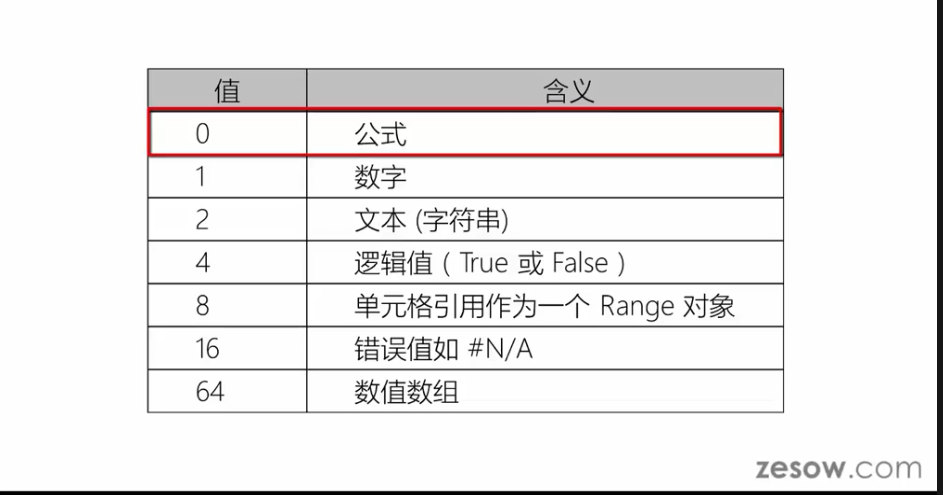 值 含义
0 公式
1 数字
2 文本 (字符串)
4 逻辑值 ( True 或 False )
8 单元格引用作为一个 Range 对象
16 错误值如 #N/A
64 数值数组
zesow.com